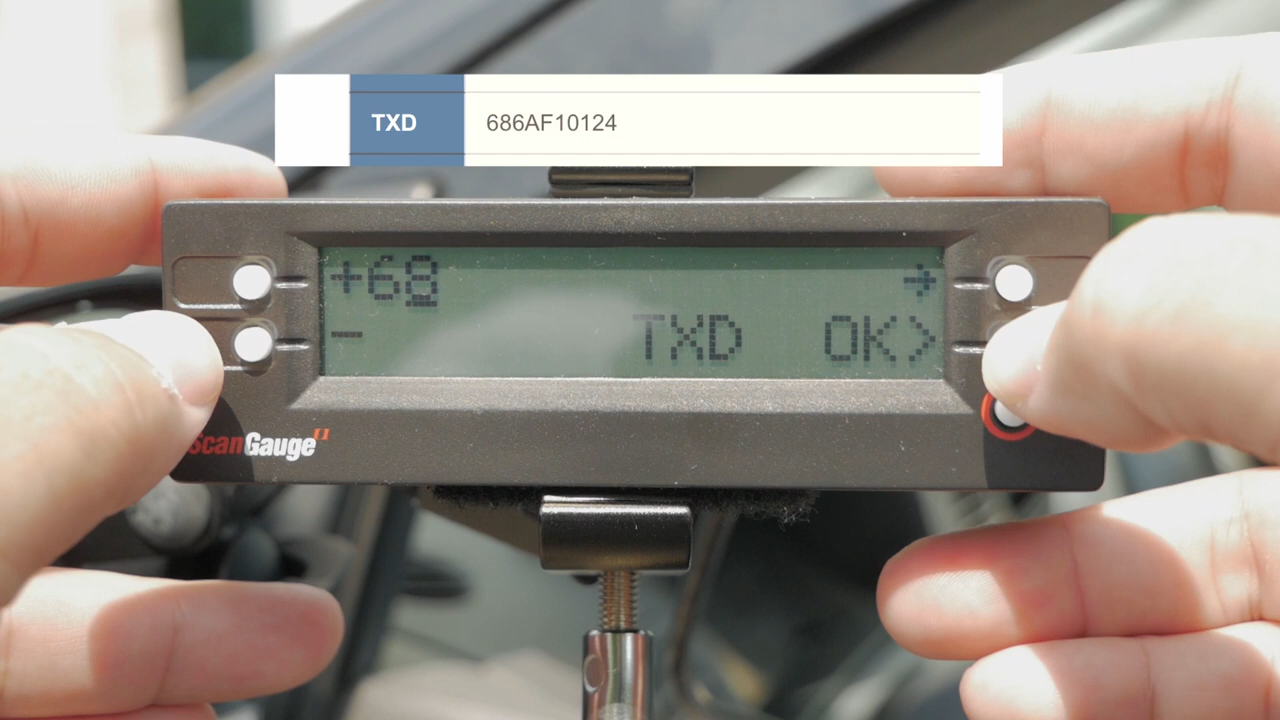 TXD 686AF10124
+68 →
- TXD OK>
ScanGauge II